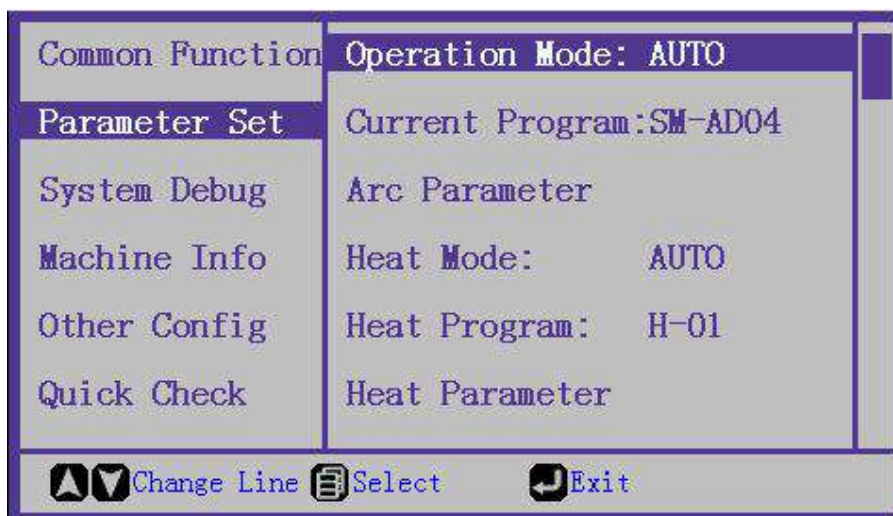 Common Function
Parameter Set
System Debug
Machine Info
Other Config
Quick Check
Operation Mode: AUTO
Current Program:SM-AD04
Arc Parameter
Heat Mode: AUTO
Heat Program: H-01
Heat Parameter
Change Line Select Exit